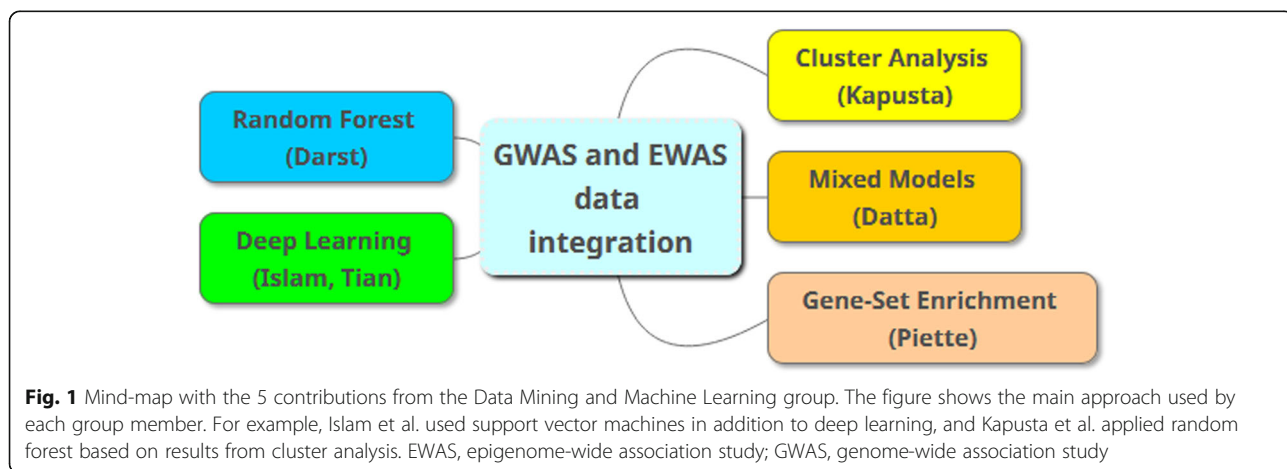 Random Forest
(Darst)
Deep Learning
(Islam, Tian)
GWAS and EWAS
data
integration
Cluster Analysis
(Kapusta)
Mixed Models
(Datta)
Gene-Set Enrichment
(Piette)
Fig. 1 Mind-map with the 5 contributions from the Data Mining and Machine Learning group. The figure shows the main approach used by
each group member. For example, Islam et al. used support vector machines in addition to deep learning, and Kapusta et al. applied random
forest based on results from cluster analysis. EWAS, epigenome-wide association study; GWAS, genome-wide association study